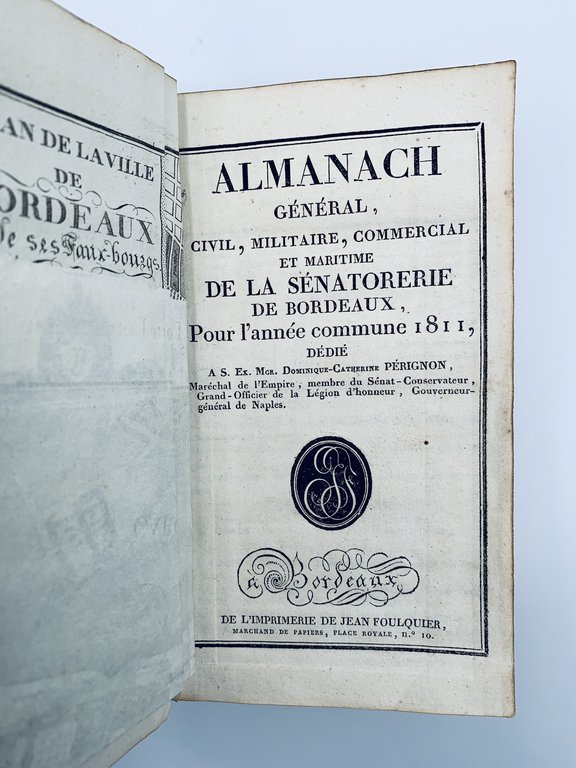 AN DE LA VILLE
DE
ORDEAUX
de ses Faux-bourgs
ALMANACH
GÉNÉRAL,
CIVIL, MILITAIRE, COMMERCIAL
ET MARITIME
DE LA SÉNATORERIE
DE BORDEAUX,
Pour l'année commune 1811,
DÉDIÉ
A S. Ex. Mgr. Dominique-Catherine PÉRIGNON,
Maréchal de l'Empire, membre du Sénat-Conservateur,
Grand-Officier de la Légion d'honneur, Gouverneur-
général de Naples.
à Bordeaux,
DE L'IMPRIMERIE DE JEAN FOULQUIER,
MARCHAND DE PAPIERS, PLACE ROYALE, n.º 10.